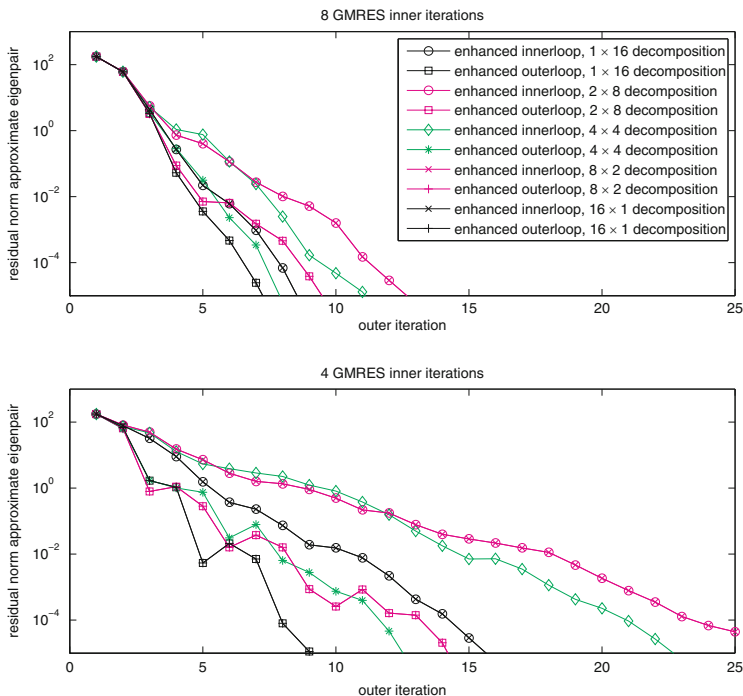 8 GMRES inner iterations
residual norm approximate eigenpair
10^2
10^0
10^-2
10^-4
enhanced innerloop, 1 × 16 decomposition
enhanced outerloop, 1 × 16 decomposition
enhanced innerloop, 2 × 8 decomposition
enhanced outerloop, 2 × 8 decomposition
enhanced innerloop, 4 × 4 decomposition
enhanced outerloop, 4 × 4 decomposition
enhanced innerloop, 8 × 2 decomposition
enhanced outerloop, 8 × 2 decomposition
enhanced innerloop, 16 × 1 decomposition
enhanced outerloop, 16 × 1 decomposition
0 5 10 15 20 25
outer iteration
4 GMRES inner iterations
residual norm approximate eigenpair
10^2
10^0
10^-2
10^-4
0 5 10 15 20 25
outer iteration